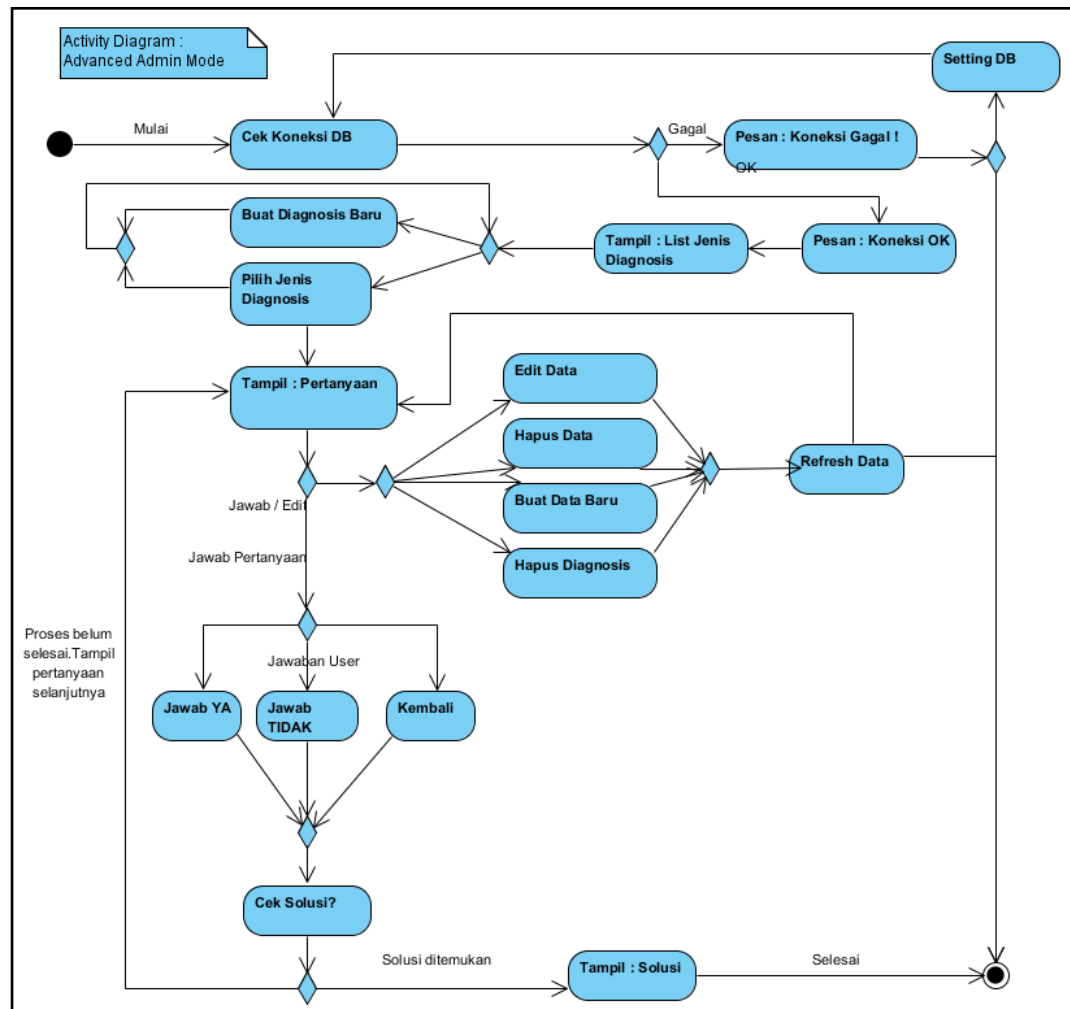 Activity Diagram :
Advanced Admin Mode
Setting DB
Mulai
Cek Koneksi DB
Gagal
Pesan : Koneksi Gagal !
OK
Buat Diagnosis Baru
Tampil : List Jenis
Diagnosis
Pesan : Koneksi OK
Pilih Jenis
Diagnosis
Tampil : Pertanyaan
Edit Data
Hapus Data
Refresh Data
Buat Data Baru
Jawab / Edit
Jawab Pertanyaan
Hapus Diagnosis
Proses belum
selesai.Tampil
pertanyaan
selanjutnya
Jawaban User
Jawab YA
Jawab
TIDAK
Kembali
Cek Solusi?
Solusi ditemukan
Tampil : Solusi
Selesai